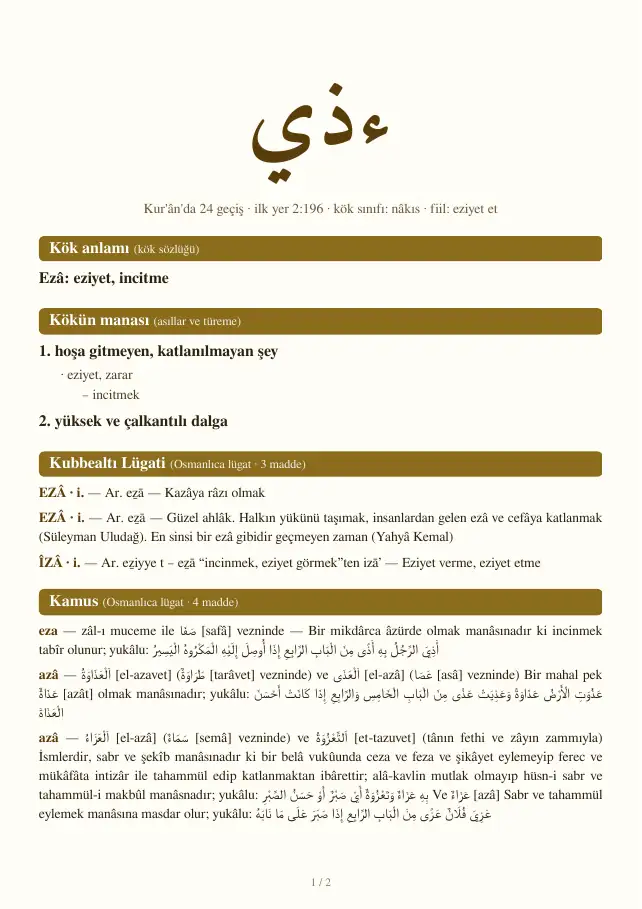 ءذي
Kur'ân'da 24 geçiş · ilk yer 2:196 · kök sınıfı: nâkıs · fiil: eziyet et
Kök anlamı (kök sözlüğü)
Ezâ: eziyet, incitme
Kökün manası (asıllar ve türeme)
1. hoşa gitmeyen, katlanılmayan şey
· eziyet, zarar
– incitmek
2. yüksek ve çalkantılı dalga
Kubbealtı Lügati (Osmanlıca lügat · 3 madde)
EZÂ · i. — Ar. eẕā — Kazâya râzı olmak
EZÂ · i. — Ar. eẕā — Güzel ahlâk. Halkın yükünü taşımak, insanlardan gelen ezâ ve cefâya katlanmak
(Süleyman Uludağ). En sinsi bir ezâ gibidir geçmeyen zaman (Yahyâ Kemal)
ÎZÂ · i. — Ar. eẕiyye t – eẕā “incinmek, eziyet görmek”ten iẕā’ — Eziyet verme, eziyet etme
Kamus (Osmanlıca lügat · 4 madde)
eza — zâl-ı muceme ile صَفَا [safâ] vezninde — Bir mikdârca âzürde olmak manâsınadır ki incinmek
tabîr olunur; yukâlu: أَذِيَ الرَّجُلُ بِهِ أَذًى مِنَ الْبَابِ الرَّابِعِ إِذَا أُوصِلَ إِلَيْهِ الْمَكْرُوهُ الْيَسِيرُ
azâ — اَلْعَذَاوَةُ [el-azavet] (طَرَاوَةٌ [tarâvet] vezninde) ve اَلْعَذَى [el-azâ] (عَصَا [asâ] vezninde) Bir mahal pek
عَذَاةٌ [azât] olmak manâsınadır; yukâlu: عَذُوَتِ الْأَرْضُ عَذَاوَةً وَعَذِيَتْ عَذًى مِنَ الْبَابِ الْخَامِسِ وَالرَّابِعِ إِذَا كَانَتْ أَحْسَنَ
الْعَذَاةَ
azâ — اَلْعَزَاءُ [el-azâ] (سَمَاءٌ [semâ] vezninde) ve اَلتَّعْزُوَةُ [et-tazuvet] (tânın fethi ve zâyın zammıyla)
İsmlerdir, sabr ve şekîb manâsınadır ki bir belâ vukûunda ceza ve feza ve şikâyet eylemeyip ferec ve
mükâfâta intizâr ile tahammül edip katlanmaktan ibârettir; alâ-kavlin mutlak olmayıp hüsn-i sabr ve
tahammül-i makbûl manâsnadır; yukâlu: بِهِ عَزَاءٌ وَتَعْزُوَةٌ أَيْ صَبْرٌ أَوْ حَسَنُ الصَّبْرِ Ve عَزَاءٌ [azâ] Sabr ve tahammül
eylemek manâsına masdar olur; yukâlu: عَزِيَ فُلَانٌ عَزًى مِنَ الْبَابِ الرَّابِعِ إِذَا صَبَرَ عَلَى مَا نَابَهُ
1 / 2